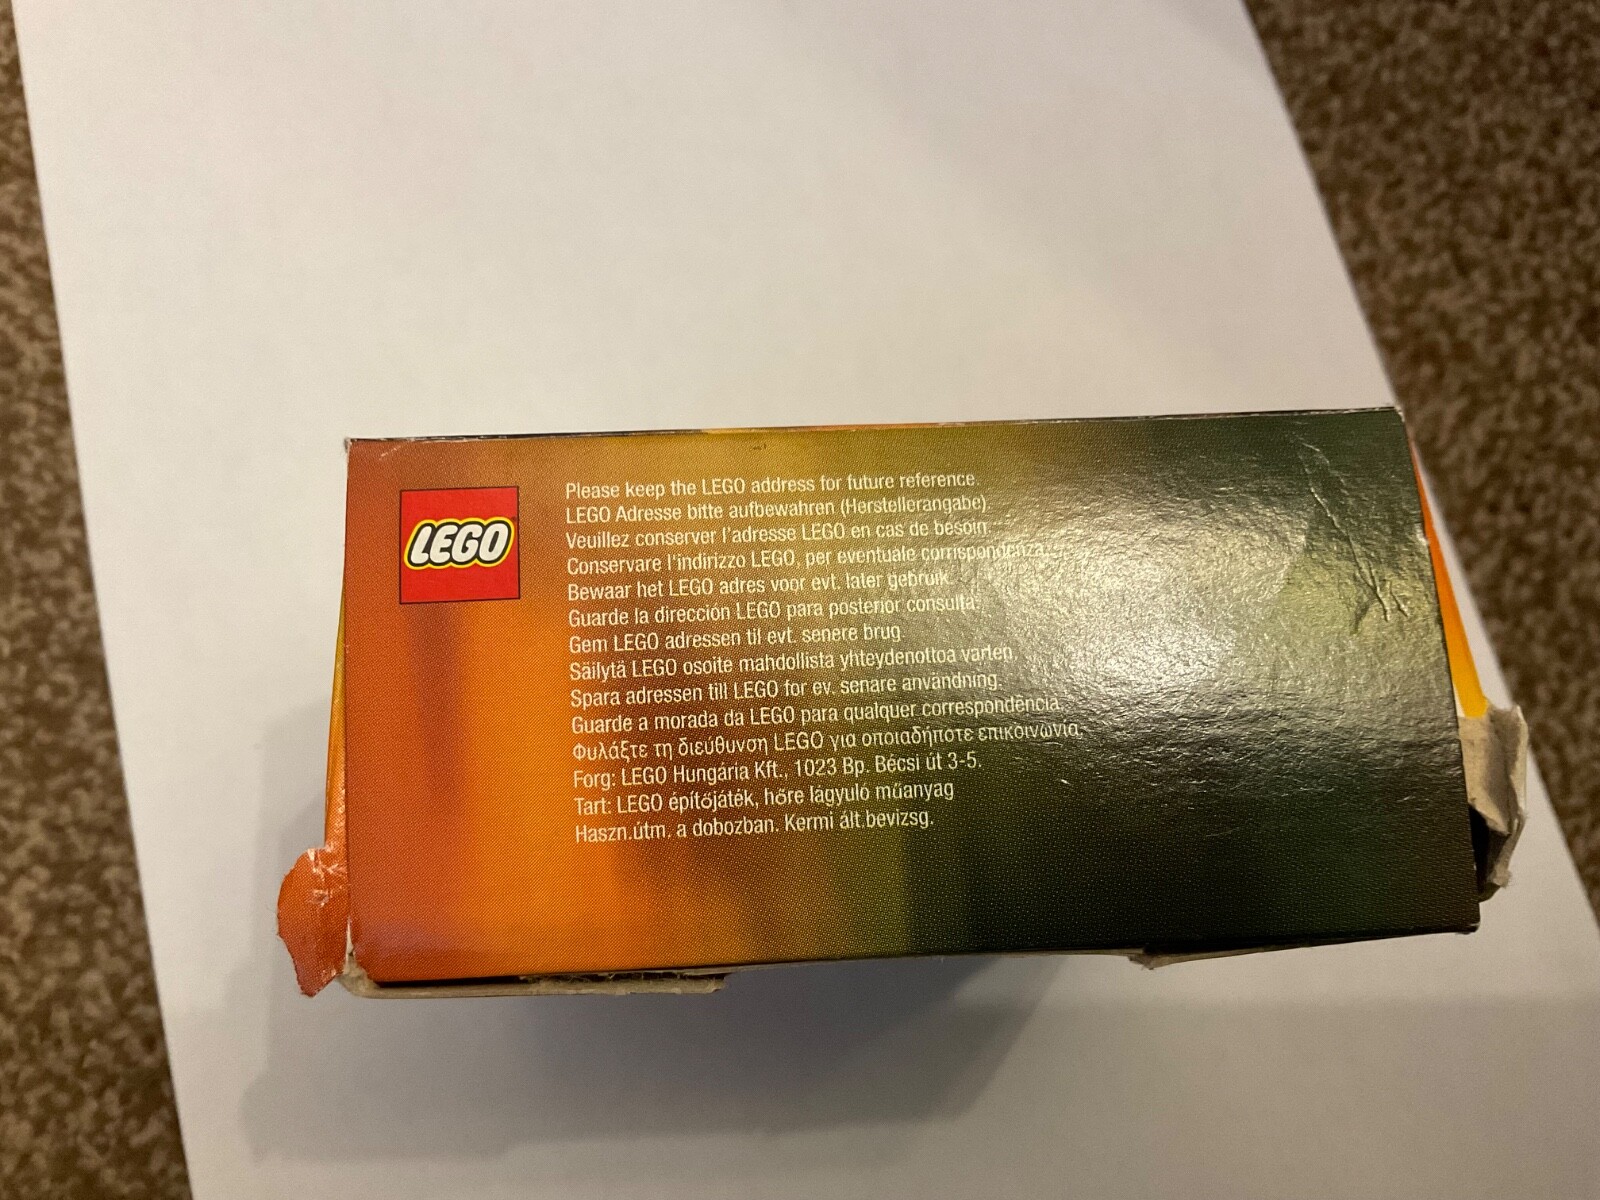 LEGO
Please keep the LEGO address for future reference.
LEGO Adresse bitte aufbewahren (Herstellerangabe)
Veuillez conserver l'adresse LEGO en cas de besoin.
Conservare l'indirizzo LEGO, per eventuale corrispondenza.
Bewaar het LEGO adres voor evt. later gebruik.
Guarde la dirección LEGO para posterior consulta.
Gem LEGO adressen til evt. senere brug
Säilytä LEGO osoite mahdollista yhteydenottoa varten.
Spara adressen till LEGO for ev. senare användning.
Guarde a morada da LEGO para qualquer correspondência.
Φυλάξτε τη διεύθυνση LEGO για οποιαδήποτε επικοινωνία.
Forg: LEGO Hungária Kft., 1023 Bp. Bécsi út 3-5.
Tart: LEGO építőjáték, hőre lágyuló műanyag
Haszn.útm. a dobozban. Kermi ált.bevizsg.